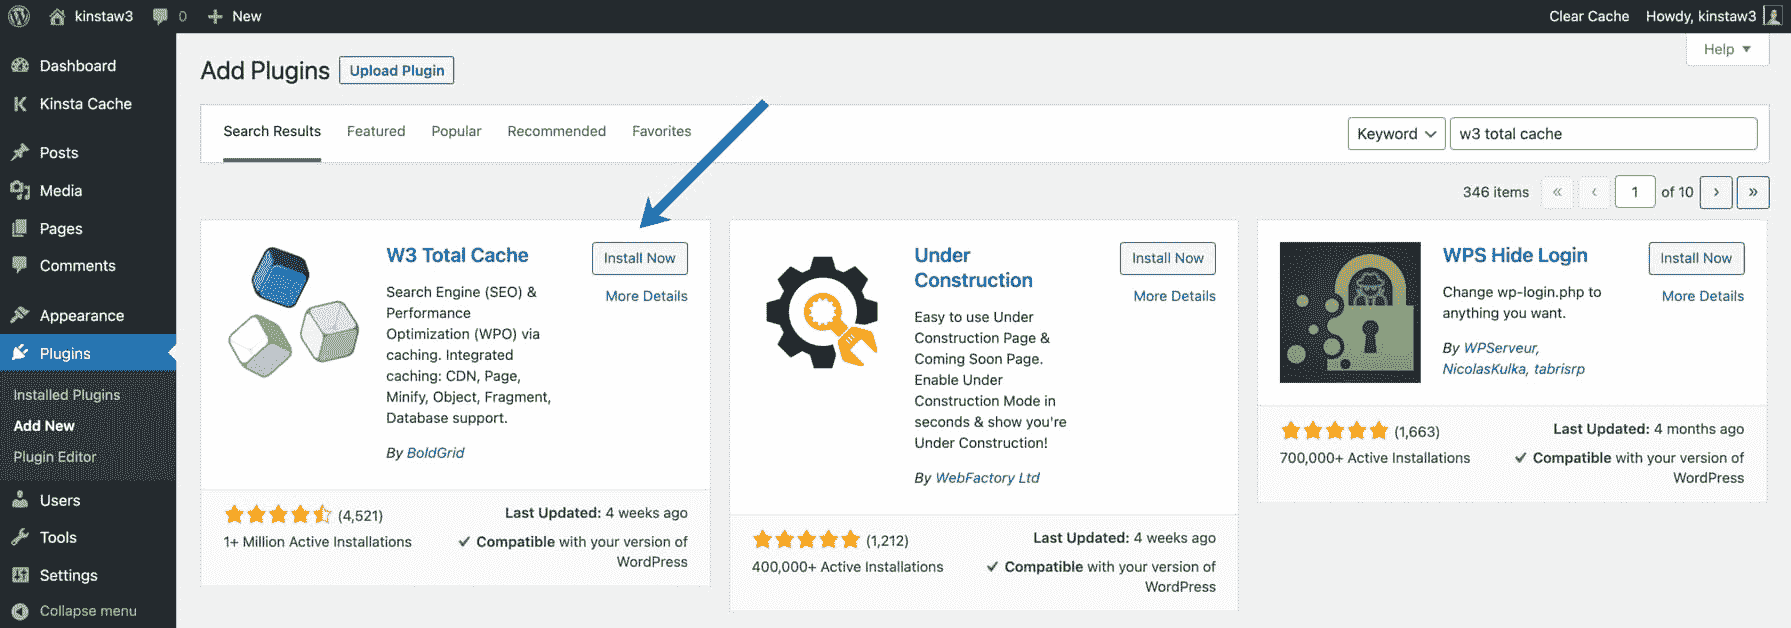 kinstaw3
0
New
Clear Cache
Howdy, kinstaw3
Dashboard
Kinsta Cache
Posts
Media
Pages
Comments
Appearance
Plugins
Installed Plugins
Add New
Plugin Editor
Users
Tools
Settings
Collapse menu
Help
Add Plugins
Upload Plugin
Search Results
Featured
Popular
Recommended
Favorites
Keyword
w3 total cache
346 items
«
‹
1
of 10
›
»
W3 Total Cache
Install Now
More Details
Search Engine (SEO) &
Performance
Optimization (WPO) via
caching. Integrated
caching: CDN, Page,
Minify, Object, Fragment,
Database support.
By BoldGrid
(4,521)
1+ Million Active Installations
Last Updated: 4 weeks ago
Compatible with your version of
WordPress
Under
Construction
Install Now
More Details
Easy to use Under
Construction Page &
Coming Soon Page.
Enable Under
Construction Mode in
seconds & show you're
Under Construction!
By WebFactory Ltd
(1,212)
400,000+ Active Installations
Last Updated: 4 weeks ago
Compatible with your version of
WordPress
WPS Hide Login
Install Now
More Details
Change wp-login.php to
anything you want.
By WPServeur,
NicolasKulka, tabrisrp
(1,663)
700,000+ Active Installations
Last Updated: 4 months ago
Compatible with your version of
WordPress